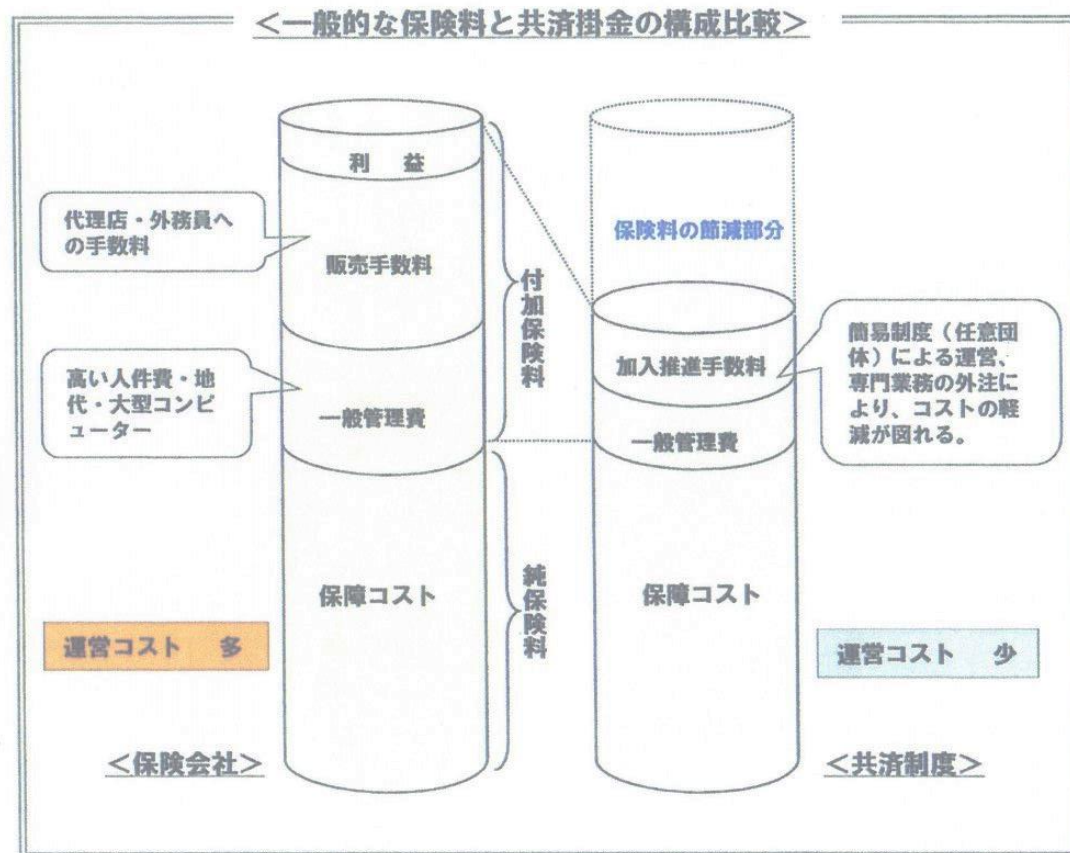 ＜一般的な保険料と共済掛金の構成比較＞
利　益
代理店・外務員へ
の手数料
販売手数料
付加保険料
保険料の節減部分
高い人件費・地
代・大型コンピ
ューター
一般管理費
加入推進手数料
一般管理費
簡易制度（任意団
体）による運営、
専門業務の外注に
より、コストの軽
減が図れる。
保障コスト
純保険料
保障コスト
運営コスト　多
運営コスト　少
＜保険会社＞
＜共済制度＞